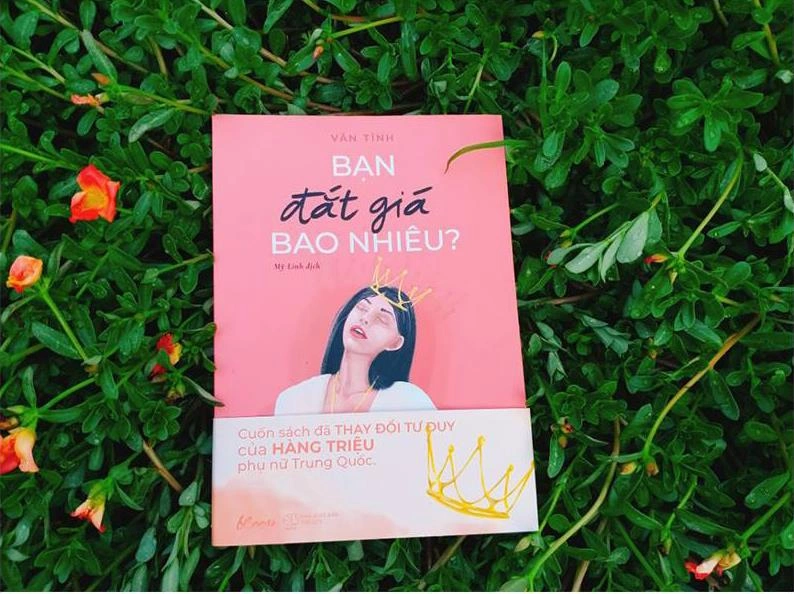 VÃN TÌNH
BẠN
đắt giá
BAO NHIÊU?
Mỹ Linh dịch
Cuốn sách đã THAY ĐỔI TƯ DUY
của HÀNG TRIỆU
phụ nữ Trung Quốc.
bloom